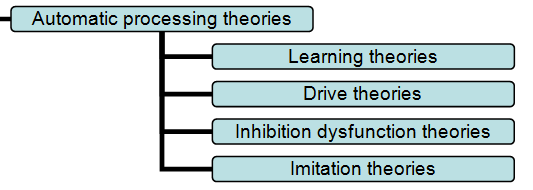 Automatic processing theories
Learning theories
Drive theories
Inhibition dysfunction theories
Imitation theories